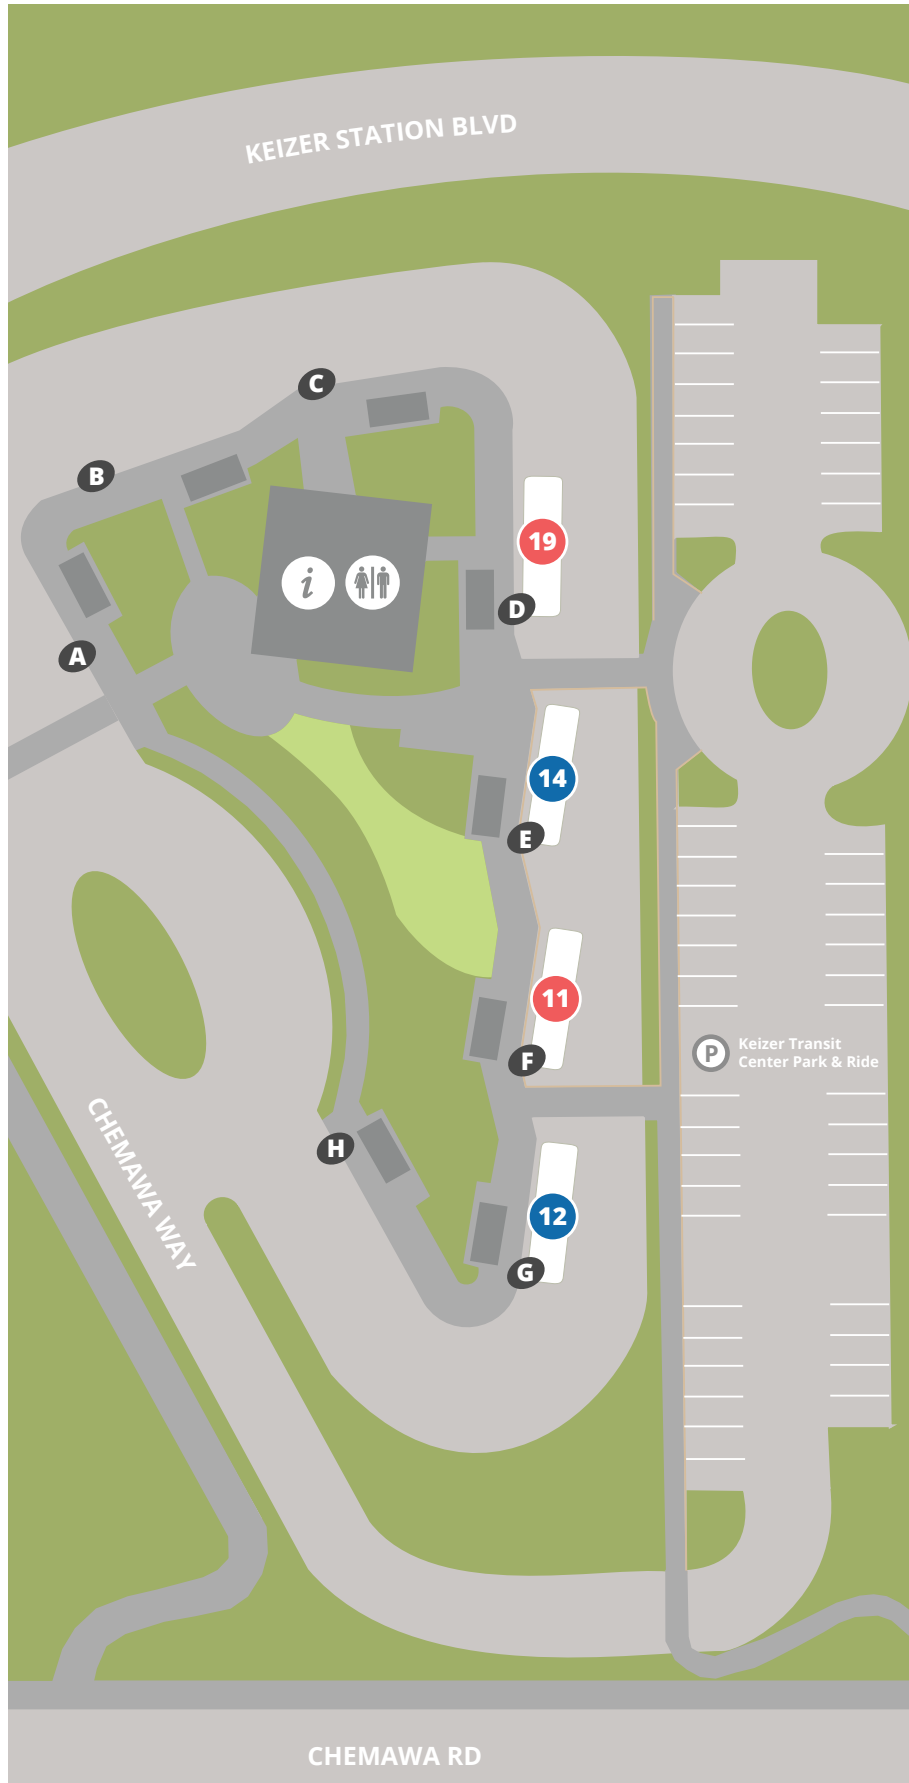 KEIZER STATION BLVD
C
B
19
i
D
A
14
E
11
F
P
Keizer Transit
Center Park & Ride
H
CHEMAWA WAY
12
G
CHEMAWA RD